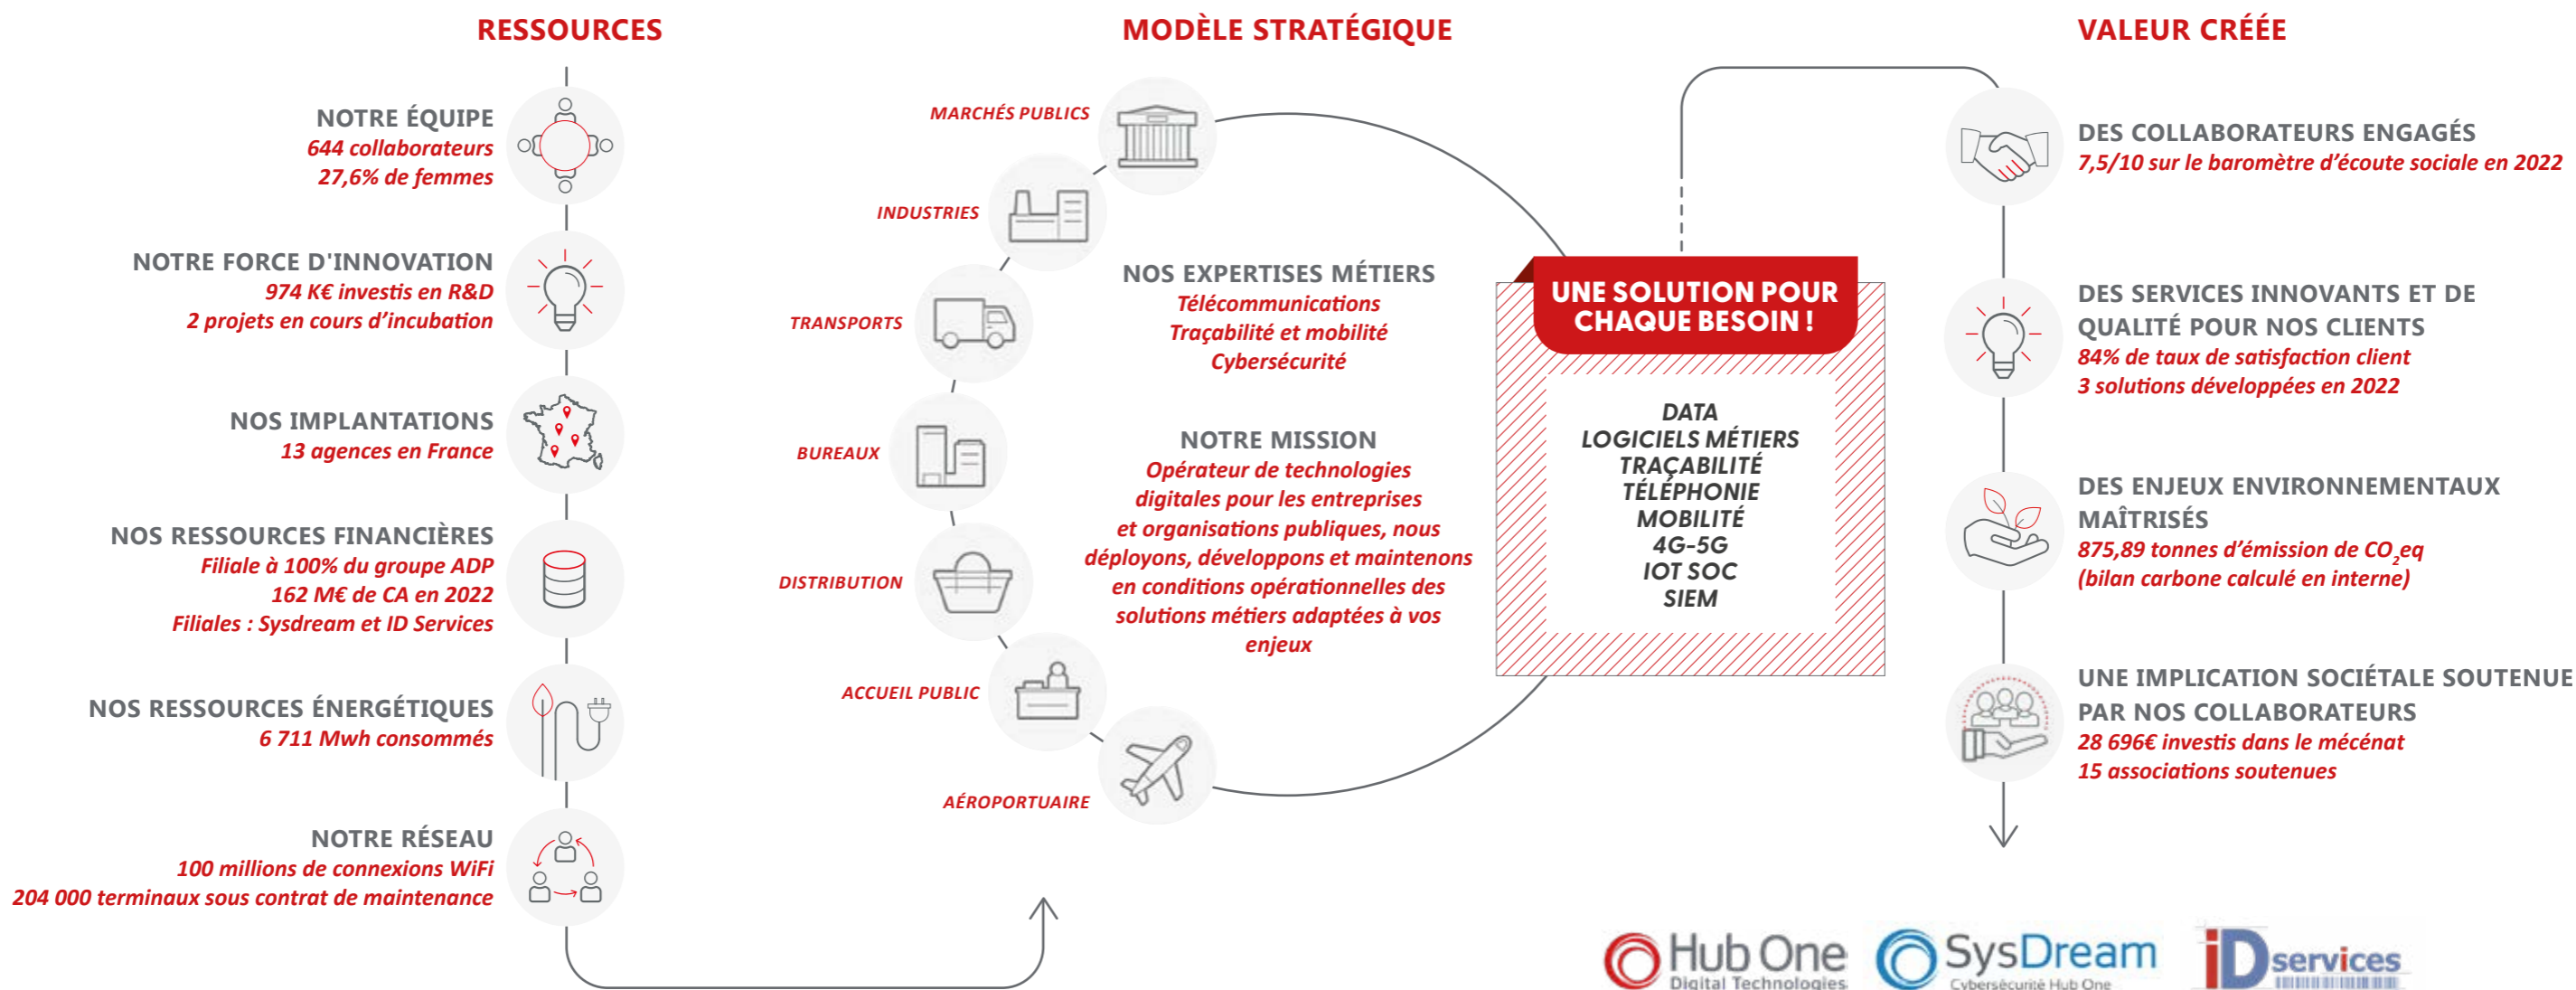 RESSOURCES
NOTRE ÉQUIPE
644 collaborateurs
27,6% de femmes
NOTRE FORCE D'INNOVATION
974 K€ investis en R&D
2 projets en cours d'incubation
NOS IMPLANTATIONS
13 agences en France
NOS RESSOURCES FINANCIÈRES
Filiale à 100% du groupe ADP
162 M€ de CA en 2022
Filiales : Sysdream et ID Services
NOS RESSOURCES ÉNERGÉTIQUES
6 711 Mwh consommés
NOTRE RÉSEAU
100 millions de connexions WiFi
204 000 terminaux sous contrat de maintenance
MODÈLE STRATÉGIQUE
MARCHÉS PUBLICS
INDUSTRIES
TRANSPORTS
BUREAUX
DISTRIBUTION
ACCUEIL PUBLIC
AÉROPORTUAIRE
NOS EXPERTISES MÉTIERS
Télécommunications
Traçabilité et mobilité
Cybersécurité
NOTRE MISSION
Opérateur de technologies
digitales pour les entreprises
et organisations publiques, nous
déployons, développons et maintenons
en conditions opérationnelles des
solutions métiers adaptées à vos
enjeux
UNE SOLUTION POUR
CHAQUE BESOIN !
DATA
LOGICIELS MÉTIERS
TRAÇABILITÉ
TÉLÉPHONIE
MOBILITÉ
4G-5G
IOT SOC
SIEM
VALEUR CRÉÉE
DES COLLABORATEURS ENGAGÉS
7,5/10 sur le baromètre d'écoute sociale en 2022
DES SERVICES INNOVANTS ET DE
QUALITÉ POUR NOS CLIENTS
84% de taux de satisfaction client
3 solutions développées en 2022
DES ENJEUX ENVIRONNEMENTAUX
MAÎTRISÉS
875,89 tonnes d'émission de CO₂eq
(bilan carbone calculé en interne)
UNE IMPLICATION SOCIÉTALE SOUTENUE
PAR NOS COLLABORATEURS
28 696€ investis dans le mécénat
15 associations soutenues
Hub One
Digital Technologies
SysDream
Cybersécurité Hub One
iD services